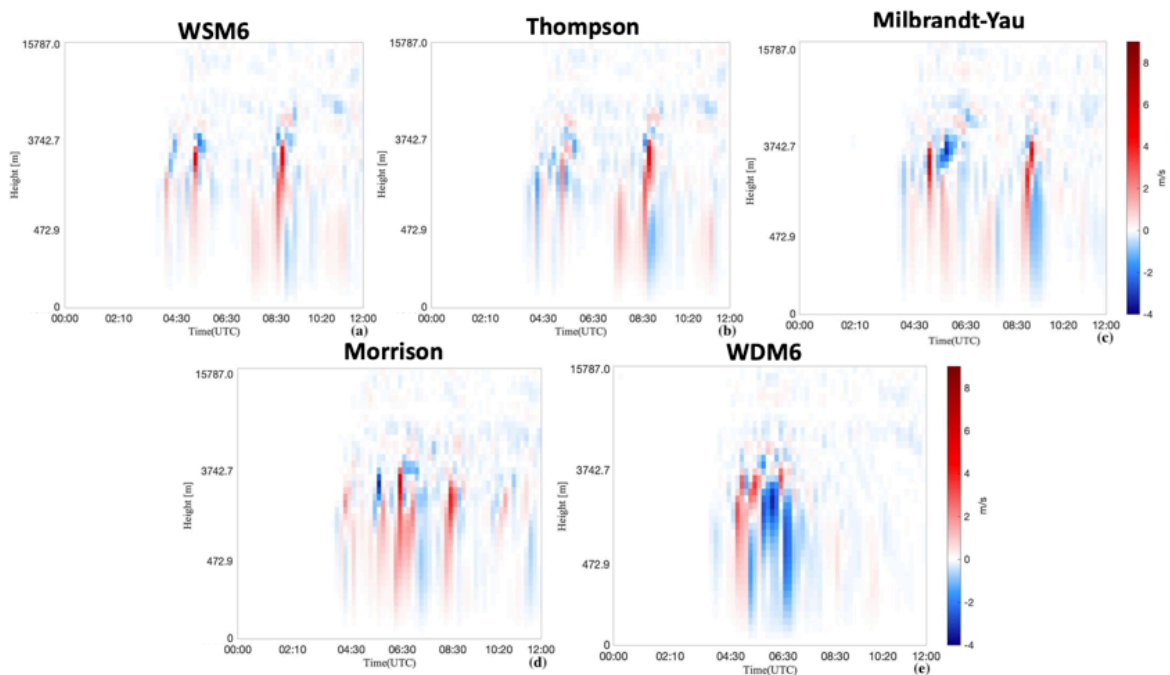 WSM6
Thompson
Milbrandt-Yau
15787.0
3742.7
472.9
0
Height [m]
00:00 02:10 04:30 06:30 08:30 10:20 12:00
Time(UTC)
(a)
15787.0
3742.7
472.9
0
Height [m]
00:00 02:10 04:30 06:30 08:30 10:20 12:00
Time(UTC)
(b)
15787.0
3742.7
472.9
0
Height [m]
00:00 02:10 04:30 06:30 08:30 10:20 12:00
Time(UTC)
(c)
8
6
4
2
0
-2
-4
m/s
Morrison
WDM6
15787.0
3742.7
472.9
0
Height [m]
00:00 02:10 04:30 06:30 08:30 10:20 12:00
Time(UTC)
(d)
15787.0
3742.7
472.9
0
Height [m]
00:00 02:10 04:30 06:30 08:30 10:20 12:00
Time(UTC)
(e)
8
6
4
2
0
-2
-4
m/s